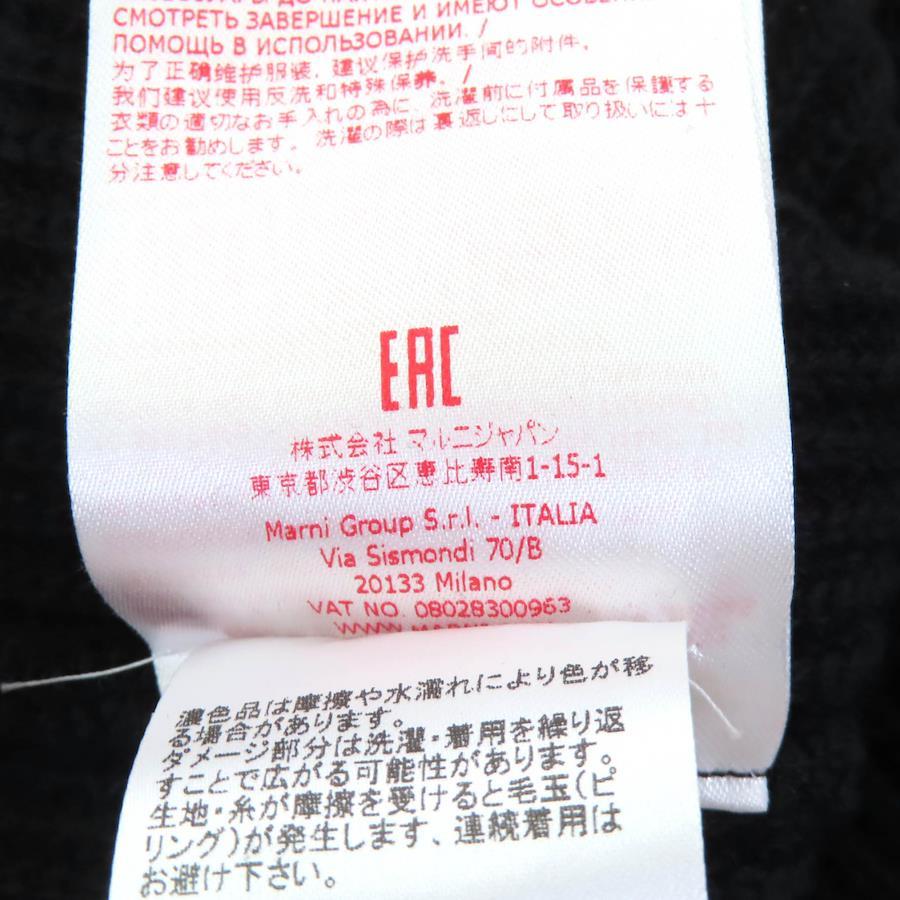 СМОТРЕТЬ ЗАВЕРШЕНИЕ И ИМЕЮТ
ПОМОЩЬ В ИСПОЛЬЗОВАНИИ. /
为了正确维护服装, 建议保护洗手间的附件.
我们建议使用反洗和特殊保养. /
衣類の適切なお手入れの為に、洗濯前に付属品を保護する
ことをお勧めします。洗濯の際は裏返しにして取り扱いには十
分注意してください。
EAC
株式会社 マルニジャパン
東京都渋谷区恵比寿南1-15-1
Marni Group S.r.l. - ITALIA
Via Sismondi 70/B
20133 Milano
VAT NO. 08028300963
濃色品は摩擦や水濡れにより色が移
る場合があります。
ダメージ部分は洗濯・着用を繰り返
すことで広がる可能性があります。
生地・糸が摩擦を受けると毛玉(ピ
リング)が発生します、連続着用は
お避け下さい。